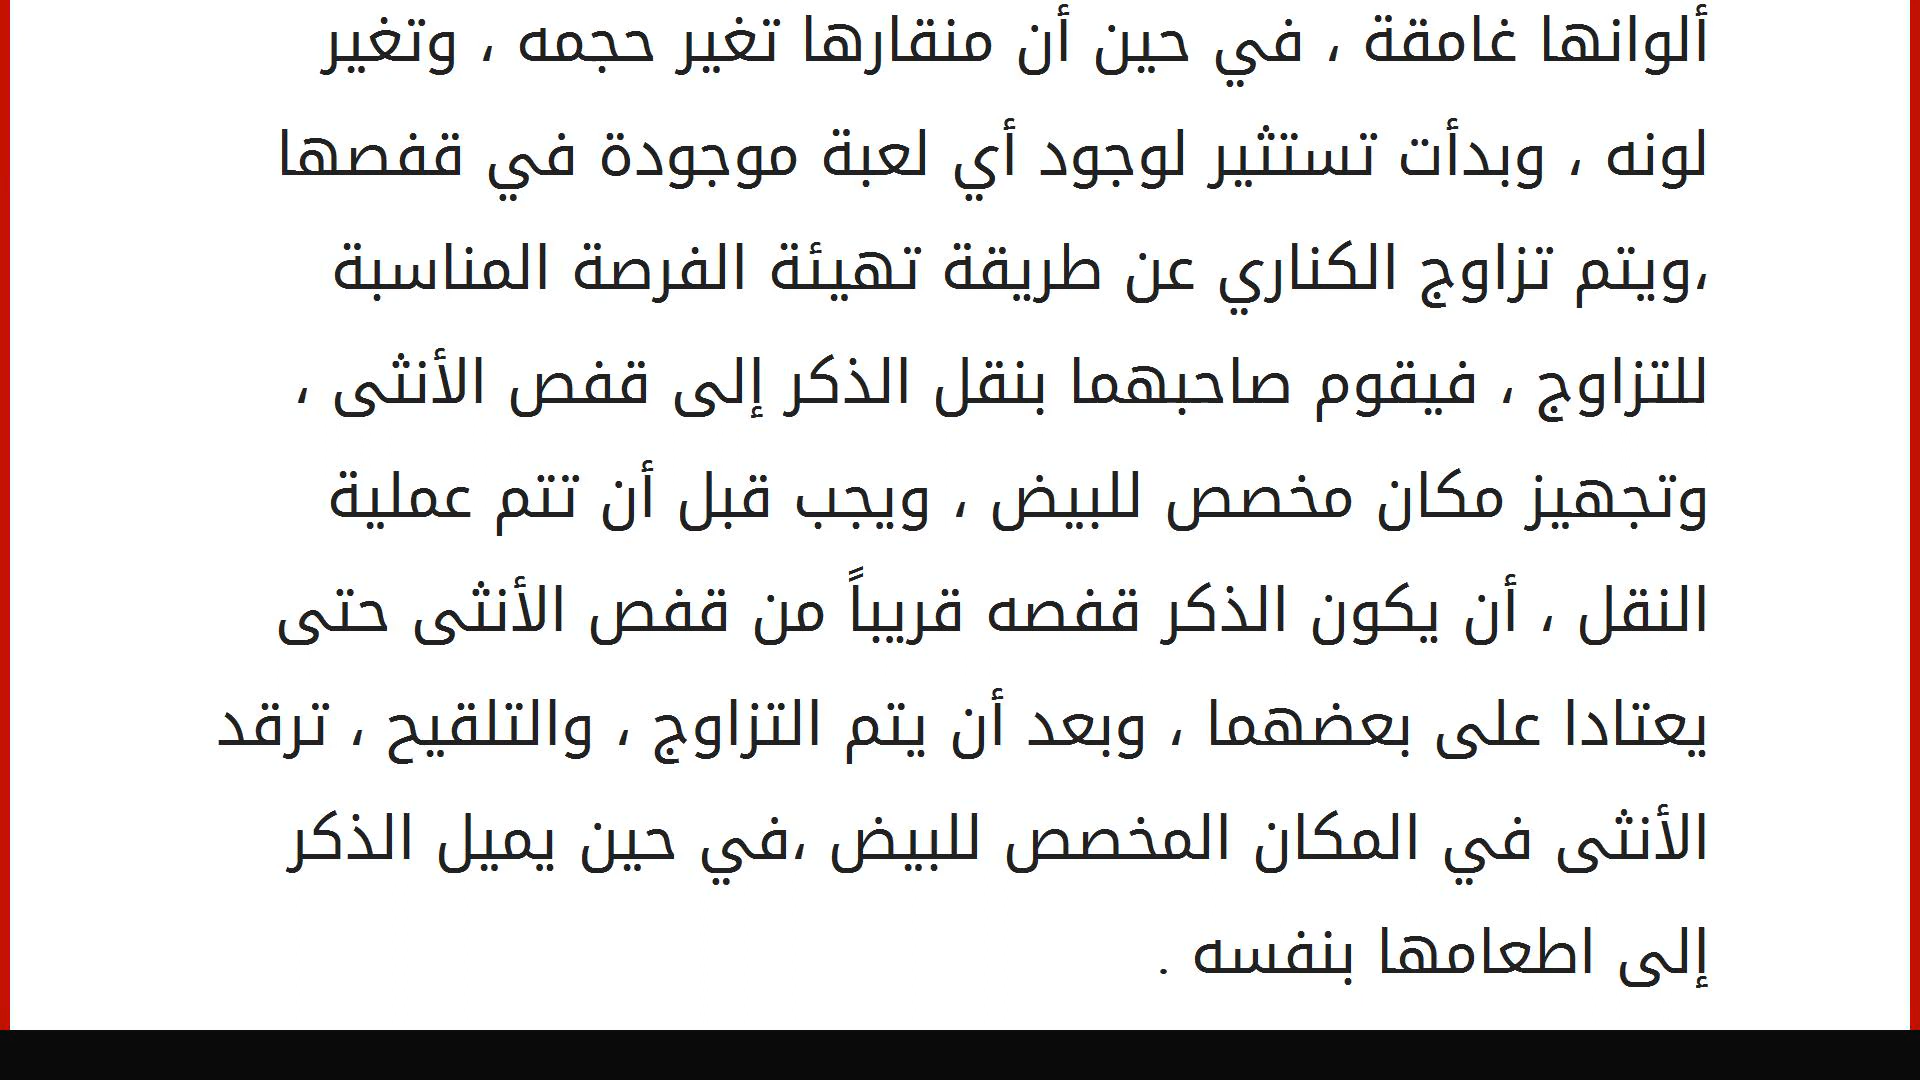 ألوانها غامقة ، في حين أن منقارها تغير حجمه ، وتغير
لونه ، وبدأت تستثير لوجود أي لعبة موجودة في قفصها
،ويتم تزاوج الكناري عن طريقة تهيئة الفرصة المناسبة
للتزاوج ، فيقوم صاحبهما بنقل الذكر إلى قفص الأنثى ،
وتجهيز مكان مخصص للبيض ، ويجب قبل أن تتم عملية
النقل ، أن يكون الذكر قفصه قريباً من قفص الأنثى حتى
يعتادا على بعضهما ، وبعد أن يتم التزاوج ، والتلقيح ، ترقد
الأنثى في المكان المخصص للبيض ،في حين يميل الذكر
إلى اطعامها بنفسه .